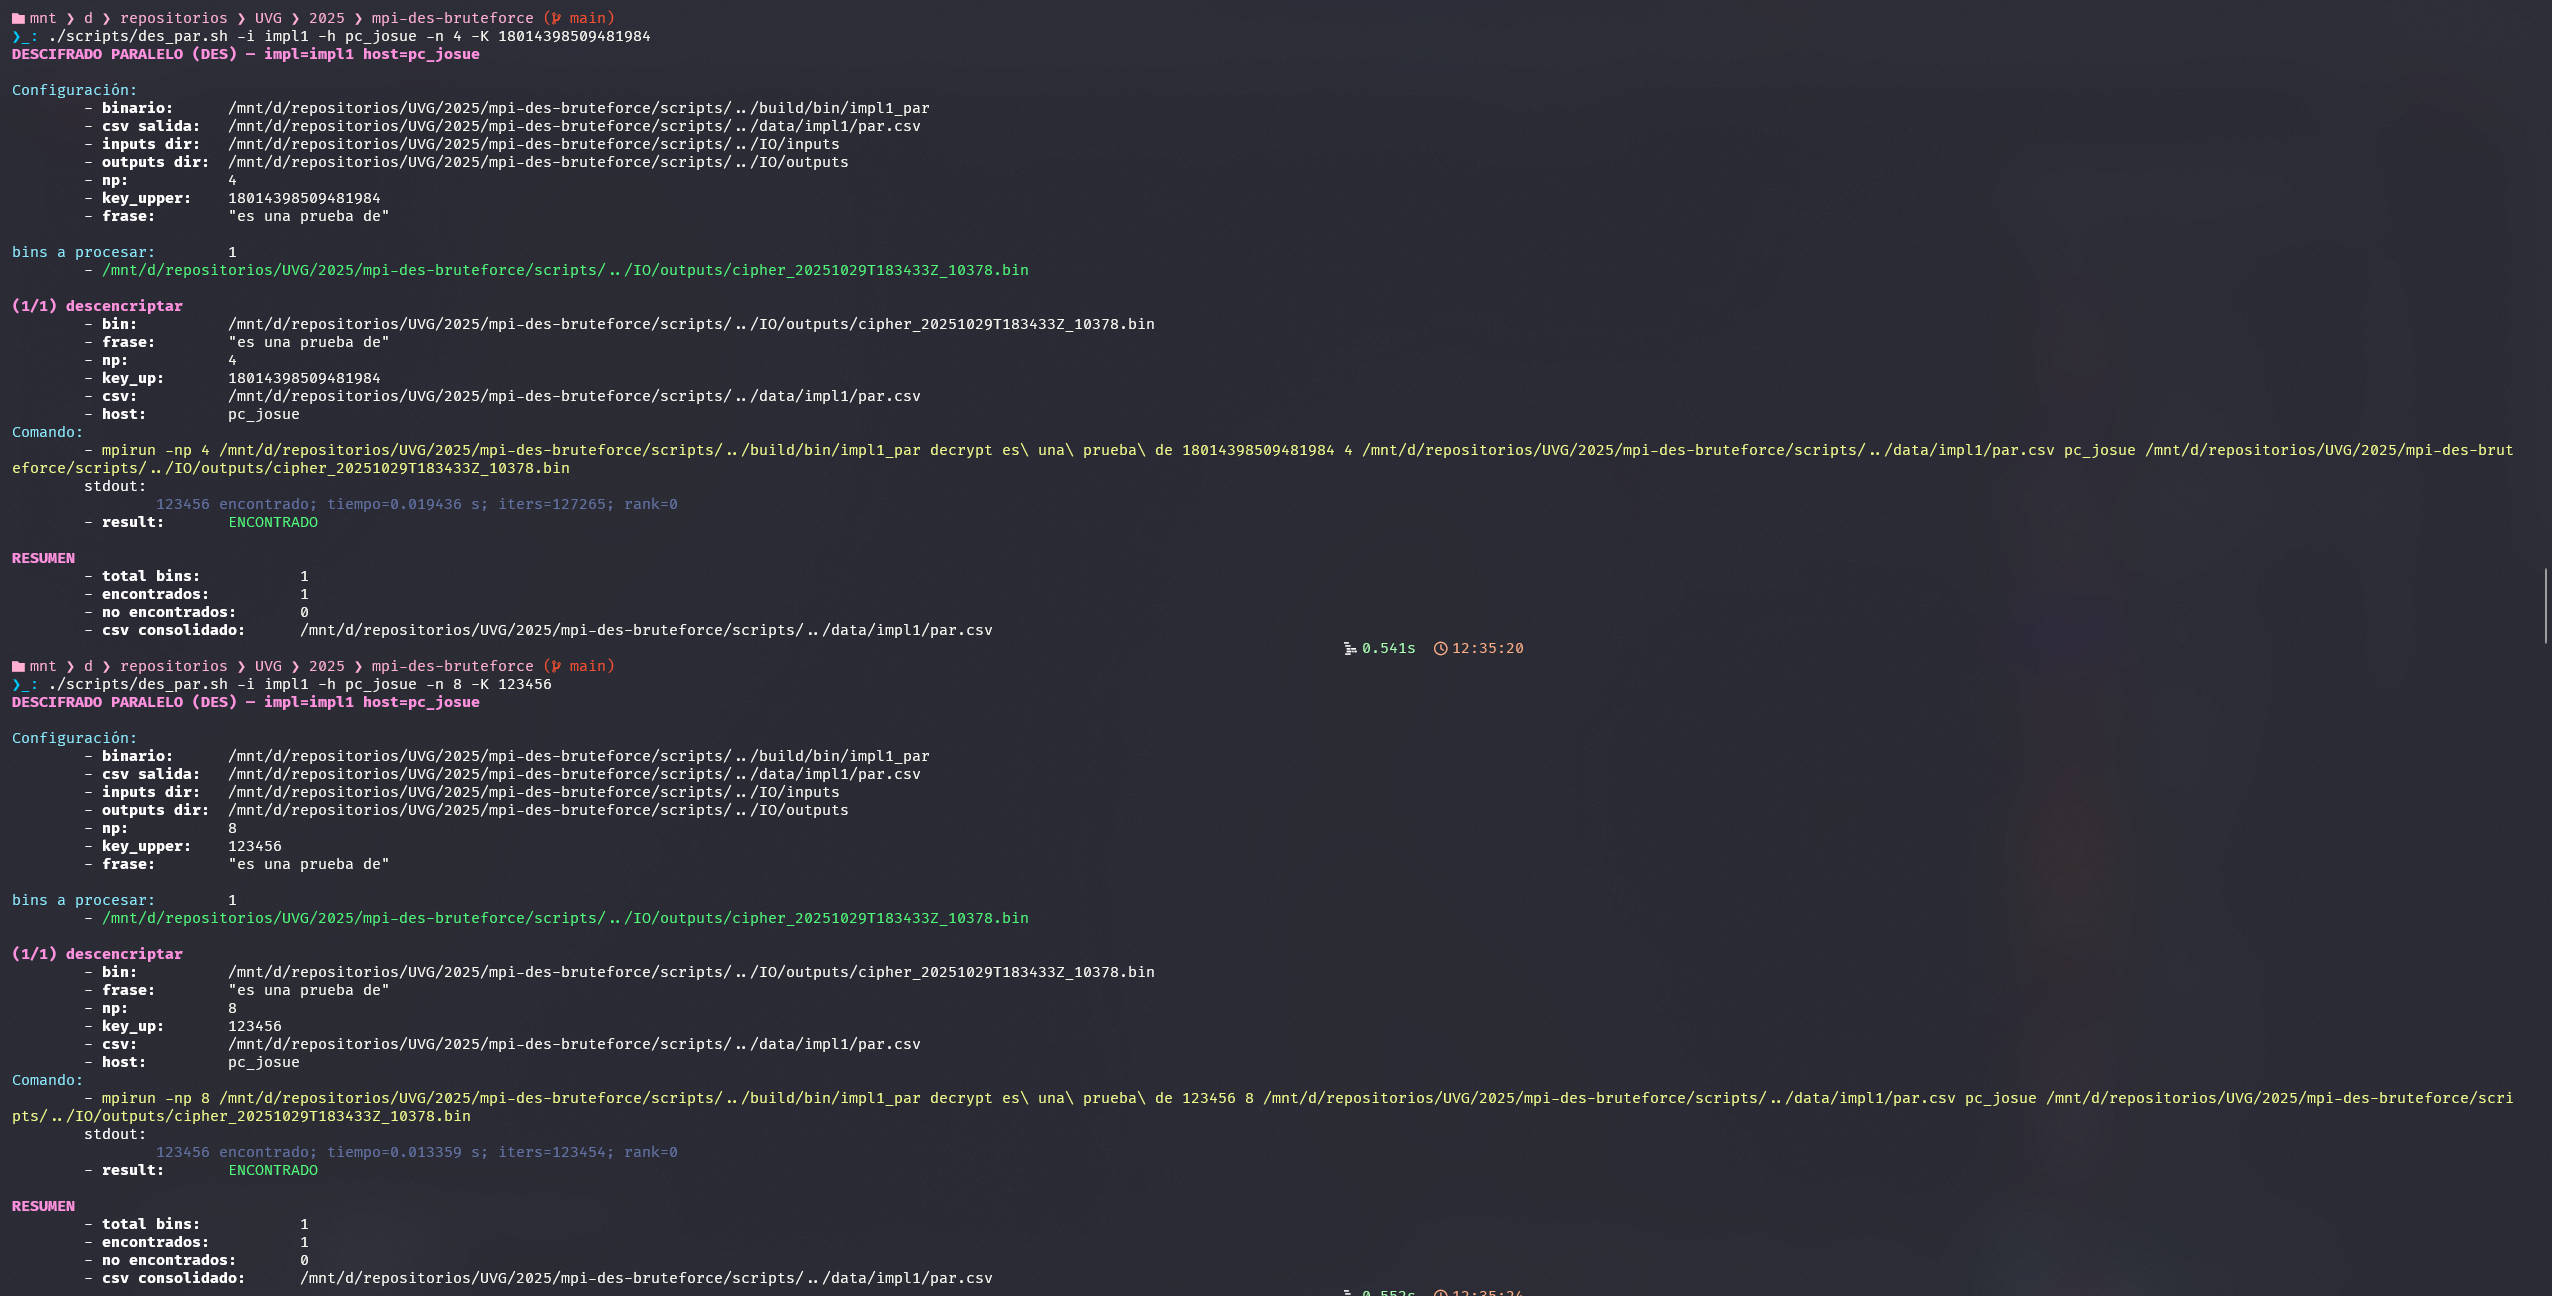 mnt ❯ d ❯ repositorios ❯ UVG ❯ 2025 ❯ mpi-des-bruteforce ( main)
❯_: ./scripts/des_par.sh -i impl1 -h pc_josue -n 4 -K 18014398509481984
DESCIFRADO PARALELO (DES) — impl=impl1 host=pc_josue
Configuración:
- binario: /mnt/d/repositorios/UVG/2025/mpi-des-bruteforce/scripts/../build/bin/impl1_par
- csv salida: /mnt/d/repositorios/UVG/2025/mpi-des-bruteforce/scripts/../data/impl1/par.csv
- inputs dir: /mnt/d/repositorios/UVG/2025/mpi-des-bruteforce/scripts/../IO/inputs
- outputs dir: /mnt/d/repositorios/UVG/2025/mpi-des-bruteforce/scripts/../IO/outputs
- np: 4
- key_upper: 18014398509481984
- frase: "es una prueba de"
bins a procesar: 1
- /mnt/d/repositorios/UVG/2025/mpi-des-bruteforce/scripts/../IO/outputs/cipher_20251029T183433Z_10378.bin
(1/1) descencriptar
- bin: /mnt/d/repositorios/UVG/2025/mpi-des-bruteforce/scripts/../IO/outputs/cipher_20251029T183433Z_10378.bin
- frase: "es una prueba de"
- np: 4
- key_up: 18014398509481984
- csv: /mnt/d/repositorios/UVG/2025/mpi-des-bruteforce/scripts/../data/impl1/par.csv
- host: pc_josue
Comando:
- mpirun -np 4 /mnt/d/repositorios/UVG/2025/mpi-des-bruteforce/scripts/../build/bin/impl1_par decrypt es\ una\ prueba\ de 18014398509481984 4 /mnt/d/repositorios/UVG/2025/mpi-des-bruteforce/scripts/../data/impl1/par.csv pc_josue /mnt/d/repositorios/UVG/2025/mpi-des-brut
eforce/scripts/../IO/outputs/cipher_20251029T183433Z_10378.bin
stdout:
123456 encontrado; tiempo=0.019436 s; iters=127265; rank=0
- result: ENCONTRADO
RESUMEN
- total bins: 1
- encontrados: 1
- no encontrados: 0
- csv consolidado: /mnt/d/repositorios/UVG/2025/mpi-des-bruteforce/scripts/../data/impl1/par.csv
0.541s 12:35:20
mnt ❯ d ❯ repositorios ❯ UVG ❯ 2025 ❯ mpi-des-bruteforce ( main)
❯_: ./scripts/des_par.sh -i impl1 -h pc_josue -n 8 -K 123456
DESCIFRADO PARALELO (DES) — impl=impl1 host=pc_josue
Configuración:
- binario: /mnt/d/repositorios/UVG/2025/mpi-des-bruteforce/scripts/../build/bin/impl1_par
- csv salida: /mnt/d/repositorios/UVG/2025/mpi-des-bruteforce/scripts/../data/impl1/par.csv
- inputs dir: /mnt/d/repositorios/UVG/2025/mpi-des-bruteforce/scripts/../IO/inputs
- outputs dir: /mnt/d/repositorios/UVG/2025/mpi-des-bruteforce/scripts/../IO/outputs
- np: 8
- key_upper: 123456
- frase: "es una prueba de"
bins a procesar: 1
- /mnt/d/repositorios/UVG/2025/mpi-des-bruteforce/scripts/../IO/outputs/cipher_20251029T183433Z_10378.bin
(1/1) descencriptar
- bin: /mnt/d/repositorios/UVG/2025/mpi-des-bruteforce/scripts/../IO/outputs/cipher_20251029T183433Z_10378.bin
- frase: "es una prueba de"
- np: 8
- key_up: 123456
- csv: /mnt/d/repositorios/UVG/2025/mpi-des-bruteforce/scripts/../data/impl1/par.csv
- host: pc_josue
Comando:
- mpirun -np 8 /mnt/d/repositorios/UVG/2025/mpi-des-bruteforce/scripts/../build/bin/impl1_par decrypt es\ una\ prueba\ de 123456 8 /mnt/d/repositorios/UVG/2025/mpi-des-bruteforce/scripts/../data/impl1/par.csv pc_josue /mnt/d/repositorios/UVG/2025/mpi-des-bruteforce/scri
pts/../IO/outputs/cipher_20251029T183433Z_10378.bin
stdout:
123456 encontrado; tiempo=0.013359 s; iters=123454; rank=0
- result: ENCONTRADO
RESUMEN
- total bins: 1
- encontrados: 1
- no encontrados: 0
- csv consolidado: /mnt/d/repositorios/UVG/2025/mpi-des-bruteforce/scripts/../data/impl1/par.csv